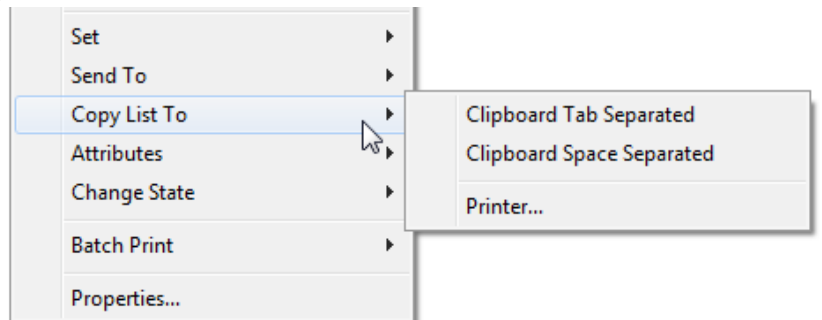 Set
Send To
Copy List To
Attributes
Change State
Batch Print
Properties...
Clipboard Tab Separated
Clipboard Space Separated
Printer...